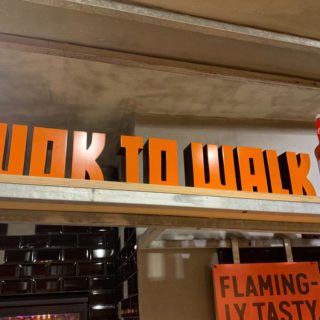 WOK TO WALK
FLAMING-
LY TASTY